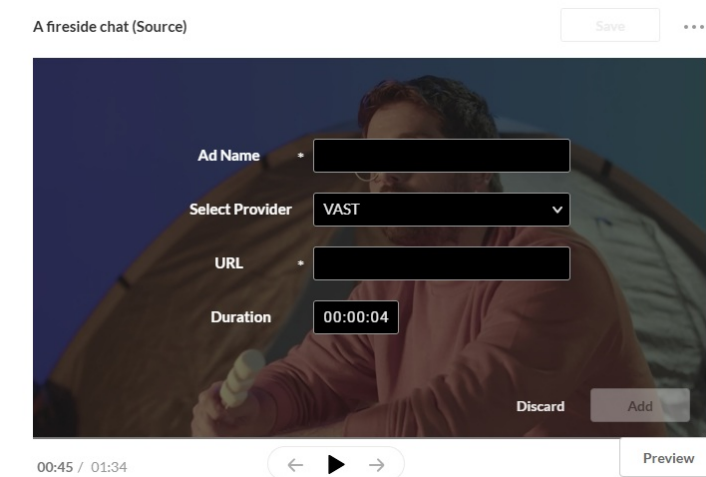 A fireside chat (Source)
Save
Ad Name *
Select Provider VAST
URL *
Duration 00:00:04
Discard Add
00:45 / 01:34
Preview